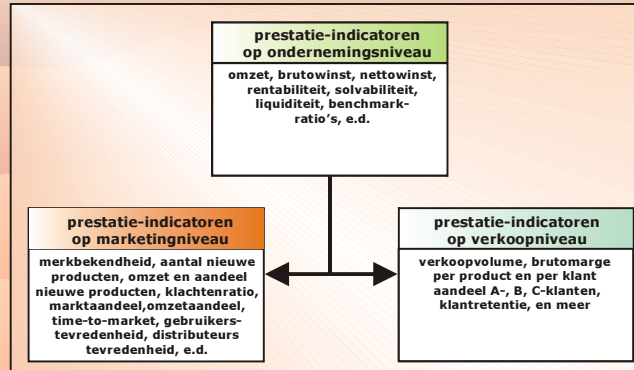 prestatie-indicatoren
op ondernemingsniveau
omzet, brutowinst, nettowinst,
rentabiliteit, solvabiliteit,
liquiditeit, benchmark-
ratio's, e.d.
prestatie-indicatoren
op marketingniveau
merkbekendheid, aantal nieuwe
producten, omzet en aandeel
nieuwe producten, klachtenratio,
marktaandeel,omzetaandeel,
time-to-market, gebruikers-
tevredenheid, distributeurs
tevredenheid, e.d.
prestatie-indicatoren
op verkoopniveau
verkoopvolume, brutomarge
per product en per klant
aandeel A-, B, C-klanten,
klantretentie, en meer